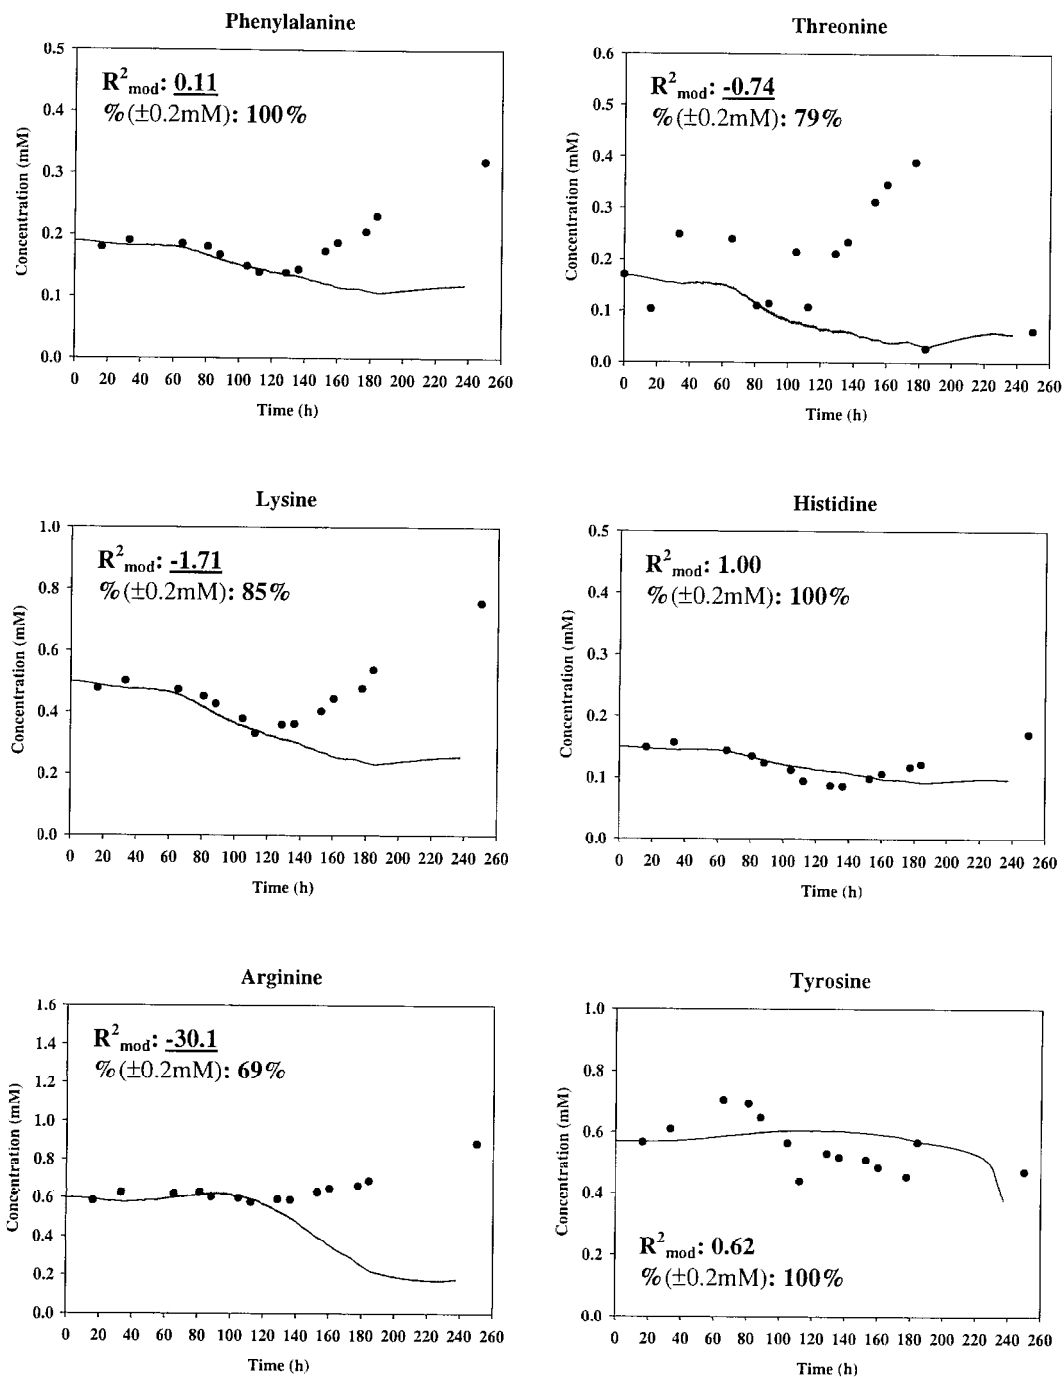 Phenylalanine
R²mod: 0.11
%(±0.2mM): 100%
Concentration (mM)
0.5
0.4
0.3
0.2
0.1
0.0
0 20 40 60 80 100 120 140 160 180 200 220 240 260
Time (h)
Threonine
R²mod: -0.74
%(±0.2mM): 79%
Concentration (mM)
0.6
0.5
0.4
0.3
0.2
0.1
0.0
0 20 40 60 80 100 120 140 160 180 200 220 240 260
Time (h)
Lysine
R²mod: -1.71
%(±0.2mM): 85%
Concentration (mM)
1.0
0.8
0.6
0.4
0.2
0.0
0 20 40 60 80 100 120 140 160 180 200 220 240 260
Time (h)
Histidine
R²mod: 1.00
%(±0.2mM): 100%
Concentration (mM)
0.5
0.4
0.3
0.2
0.1
0.0
0 20 40 60 80 100 120 140 160 180 200 220 240 260
Time (h)
Arginine
R²mod: -30.1
%(±0.2mM): 69%
Concentration (mM)
1.6
1.4
1.2
1.0
0.8
0.6
0.4
0.2
0.0
0 20 40 60 80 100 120 140 160 180 200 220 240 260
Time (h)
Tyrosine
Concentration (mM)
1.0
0.8
0.6
0.4
0.2
0.0
R²mod: 0.62
%(±0.2mM): 100%
0 20 40 60 80 100 120 140 160 180 200 220 240 260
Time (h)